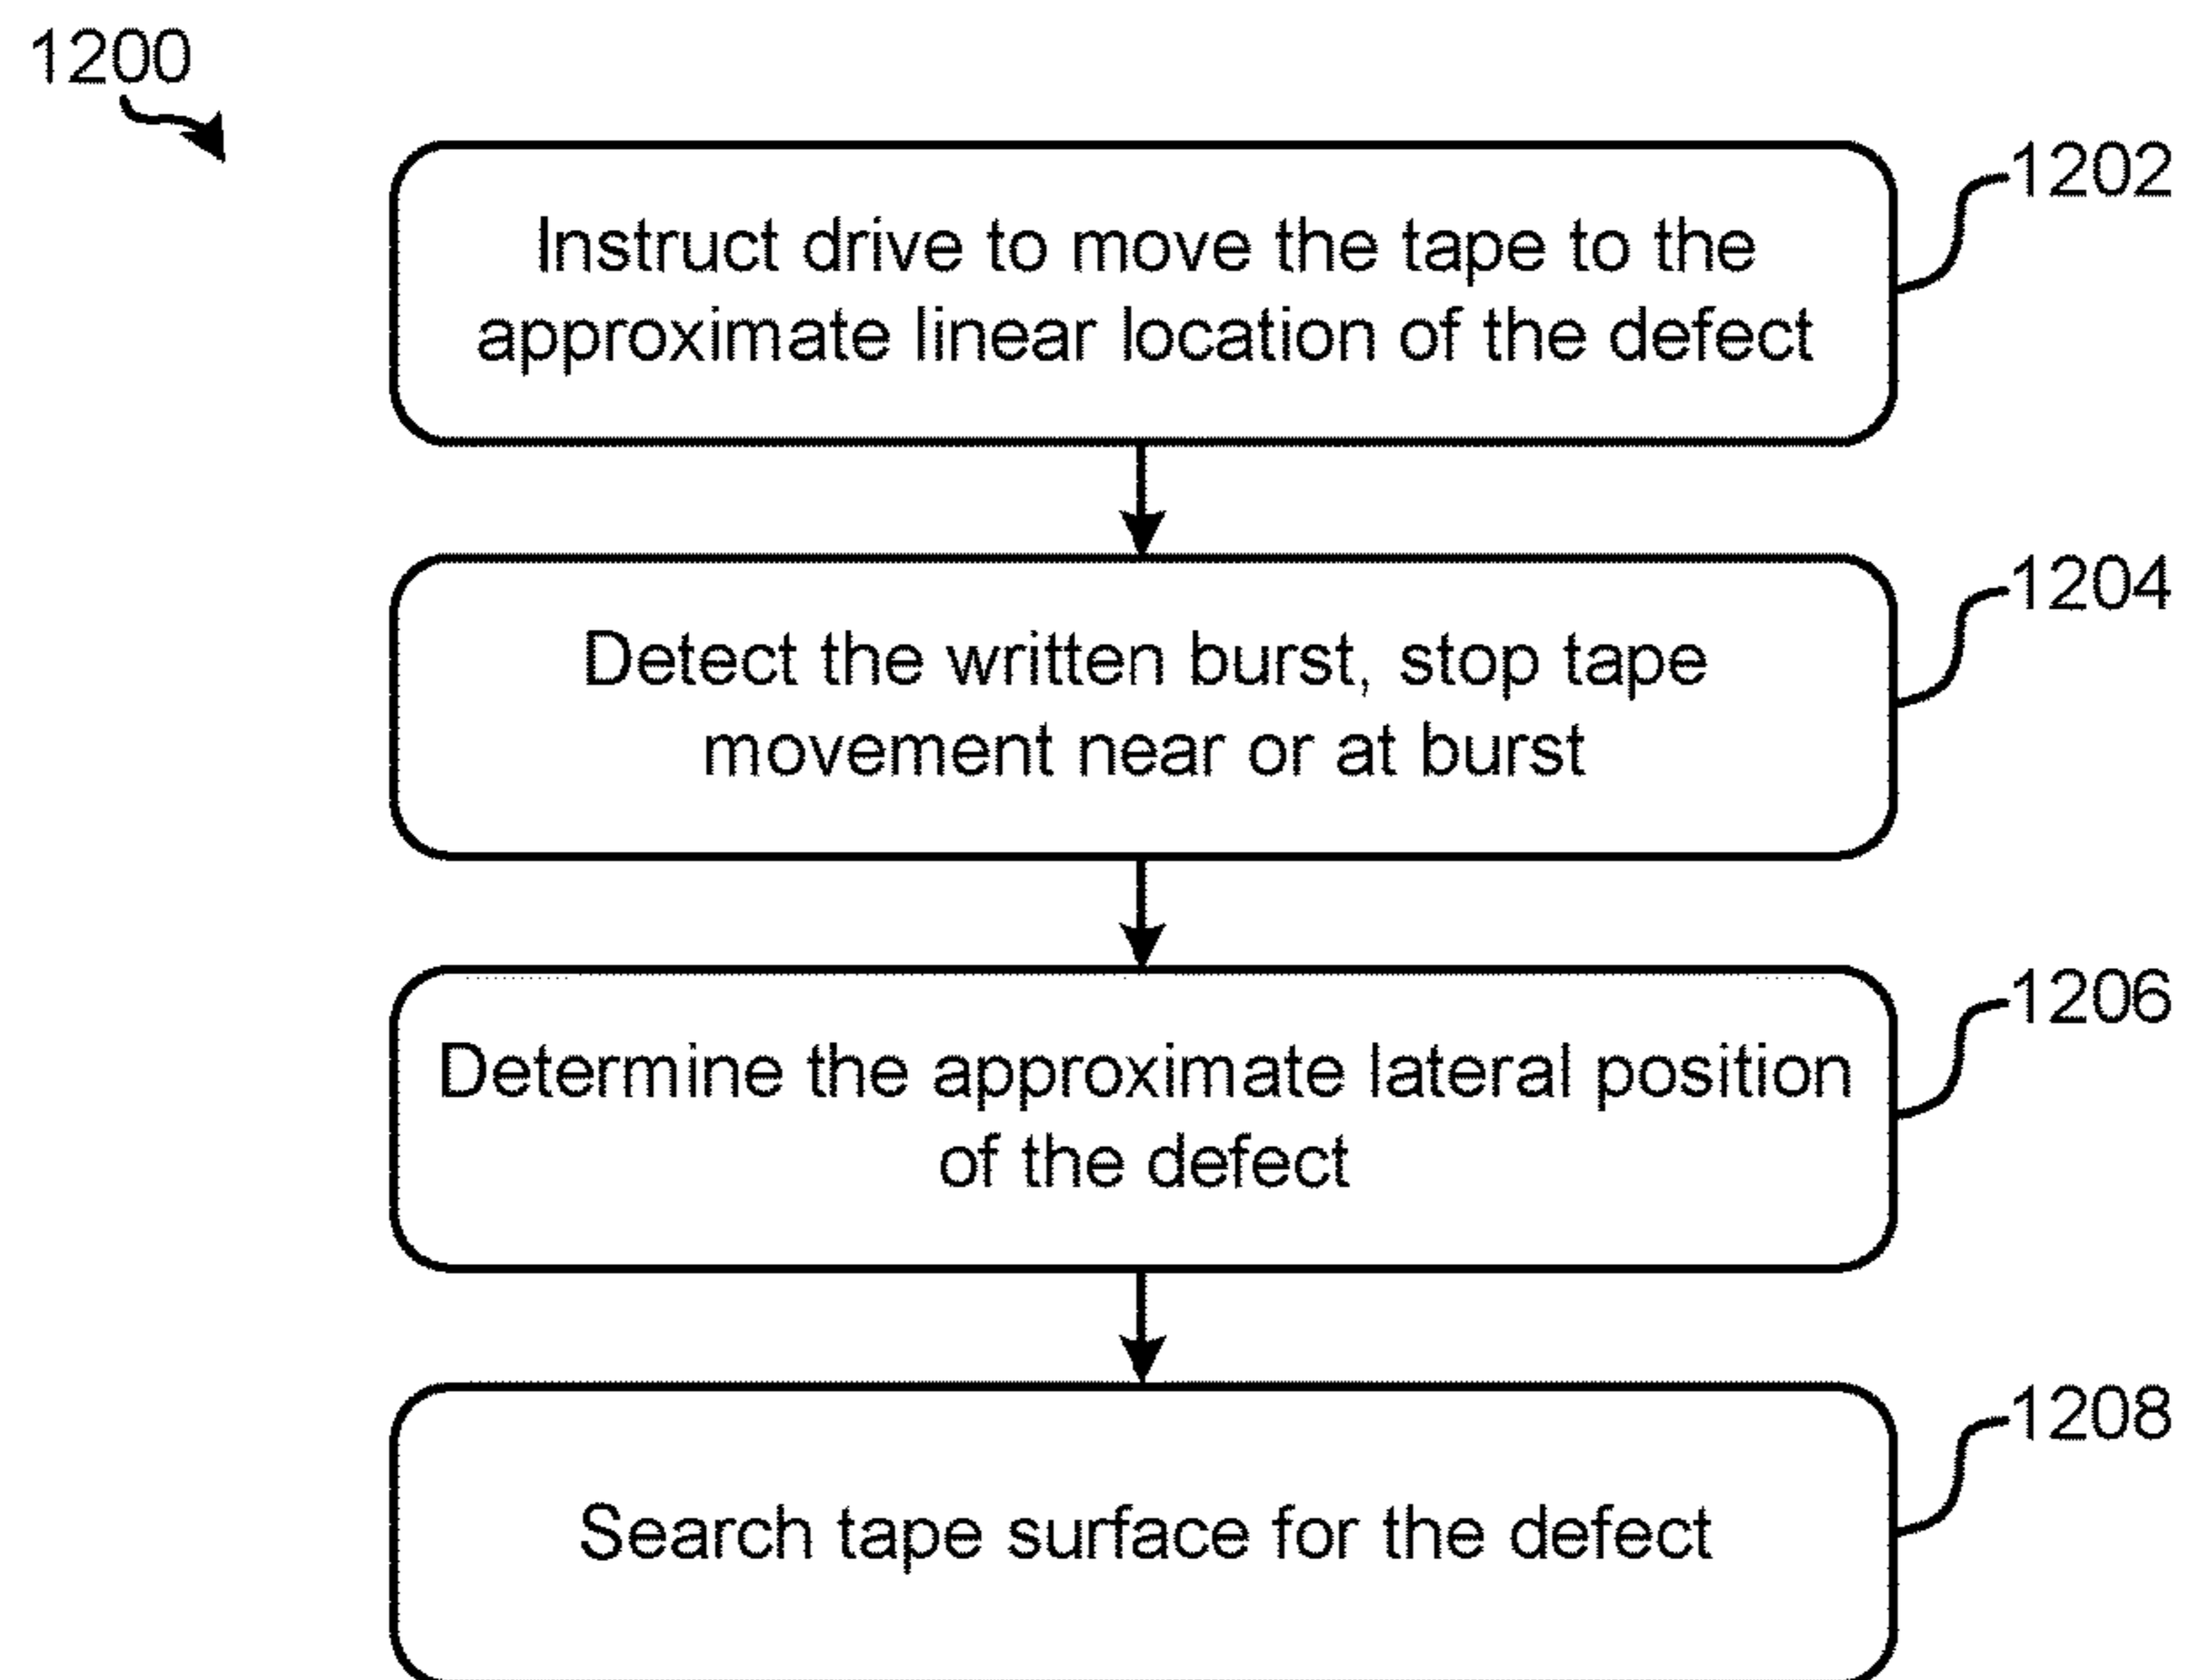 1200
1202
Instruct drive to move the tape to the
approximate linear location of the defect
1204
Detect the written burst, stop tape
movement near or at burst
1206
Determine the approximate lateral position
of the defect
1208
Search tape surface for the defect